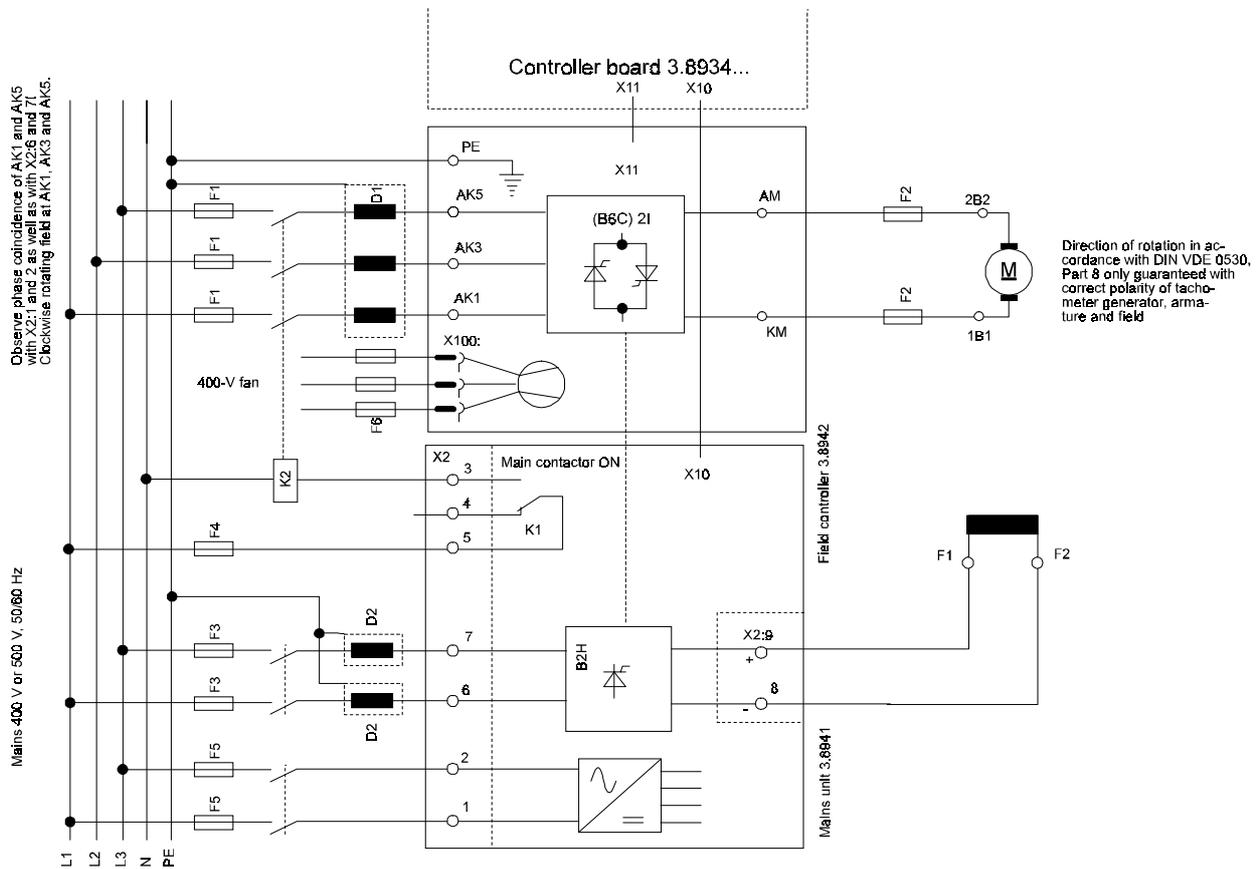 Controller board 3.8934...
X11
X10
Observe phase coincidence of AK1 and AK5
with X2:1 and 2 as well as with X2:6 and 7(
Clockwise rotating field at AK1, AK3 and AK5.
PE
X11
F1
D1
AK5
(B6C) 2I
AM
F2
2B2
F1
AK3
M
Direction of rotation in ac-
cordance with DIN VDE 0530,
Part 8 only guaranteed with
correct polarity of tacho-
meter generator, arma-
ture and field
F1
AK1
F2
KM
1B1
X100:
400-V fan
F6
X2
Main contactor ON
X10
Field controller 3.8942
K2
3
4
K1
5
F4
F1
F2
Mains 400 V or 500 V, 50/60 Hz
D2
F3
7
B2H
X2:9
+
F3
6
8
-
D2
F5
2
Mains unit 3.8941
F5
1
L1
L2
L3
N
PE